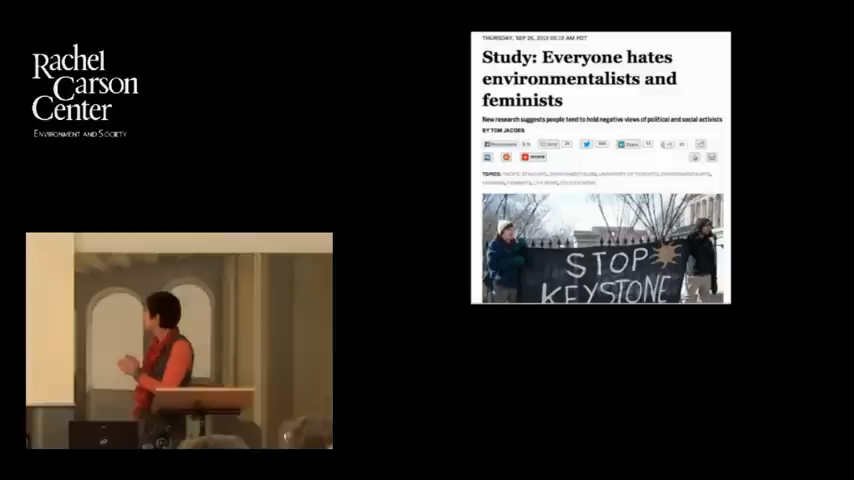 Rachel
Carson
Center
ENVIRONMENT AND SOCIETY
THURSDAY, SEP 26, 2013 05:15 AM PDT
Study: Everyone hates
environmentalists and
feminists
New research suggests people tend to hold negative views of political and social activists
BY TOM JACOBS
TOPICS:
STOP
KEYSTONE